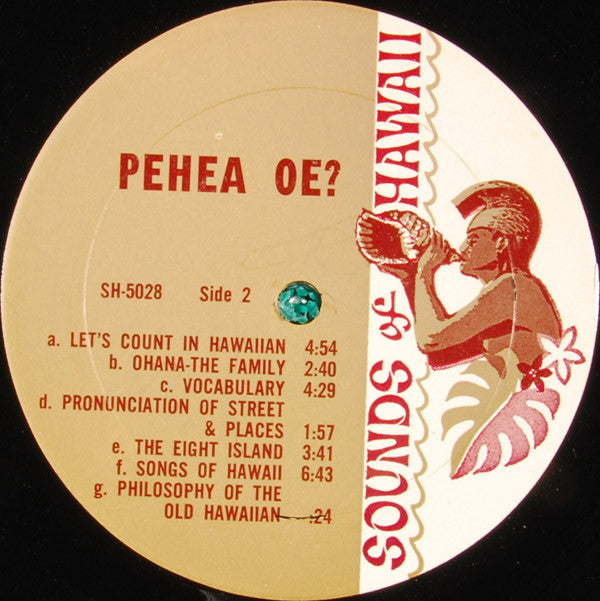 PEHEA OE?
SH-5028 Side 2
a. LET'S COUNT IN HAWAIIAN 4:54
b. OHANA-THE FAMILY 2:40
c. VOCABULARY 4:29
d. PRONUNCIATION OF STREET
& PLACES 1:57
e. THE EIGHT ISLAND 3:41
f. SONGS OF HAWAII 6:43
g. PHILOSOPHY OF THE
OLD HAWAIIAN :24
SOUNDS of HAWAII